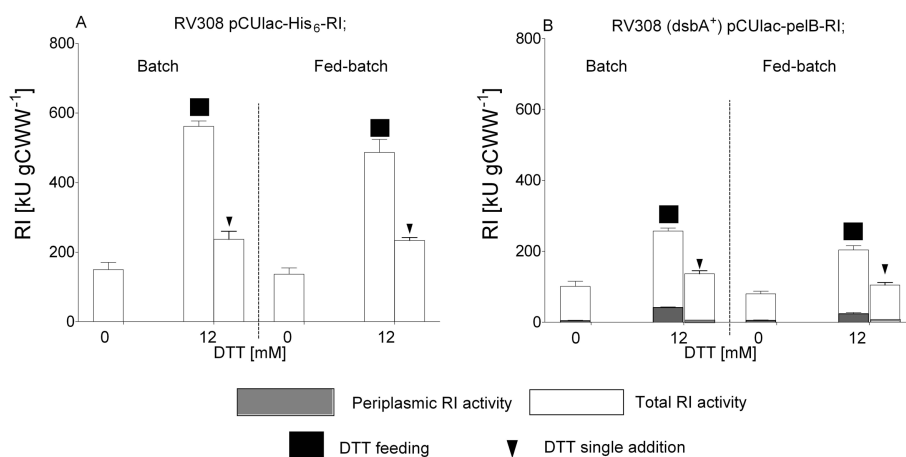 A RV308 pCUlac-His6-RI;
800
Batch Fed-batch
600
400
200
0
RI [kU gCWW-1]
0 12 0 12
DTT [mM]
B RV308 (dsbA+) pCUlac-pelB-RI;
800
Batch Fed-batch
600
400
200
0
RI [kU gCWW-1]
0 12 0 12
DTT [mM]
Periplasmic RI activity Total RI activity
DTT feeding DTT single addition